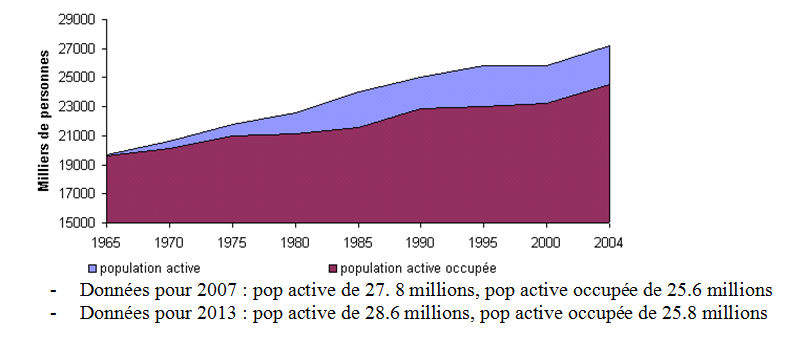 29000
27000
25000
23000
21000
19000
17000
15000
Milliers de personnes
1965 1970 1975 1980 1985 1990 1995 2000 2004
population active population active occupée
- Données pour 2007 : pop active de 27. 8 millions, pop active occupée de 25.6 millions
- Données pour 2013 : pop active de 28.6 millions, pop active occupée de 25.8 millions